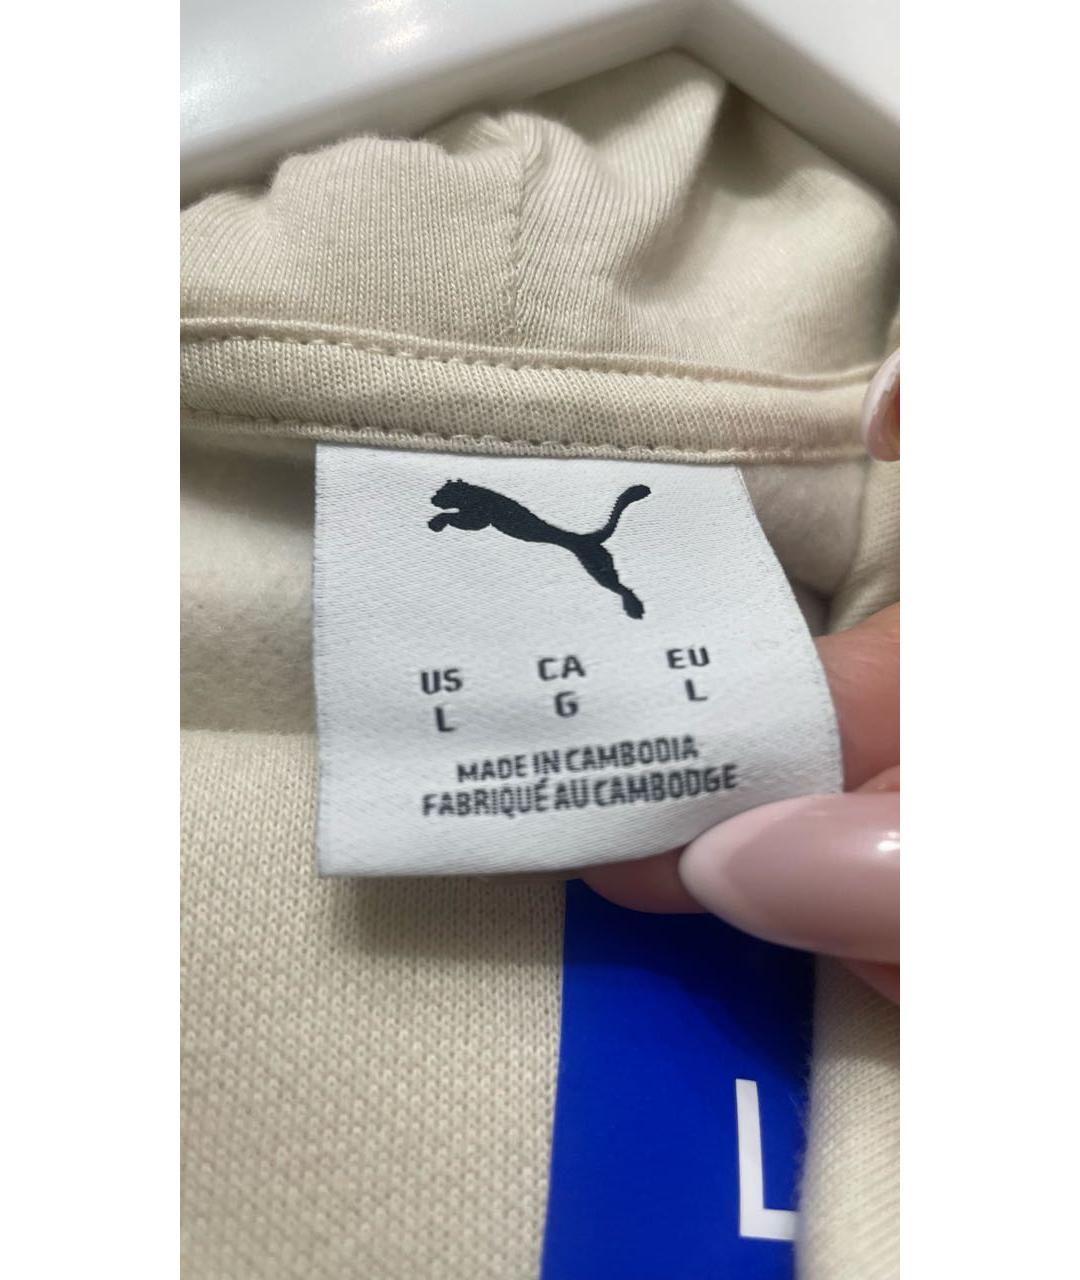 US CA EU
L G L
MADE IN CAMBODIA
FABRIQUÉ AU CAMBODGE
L